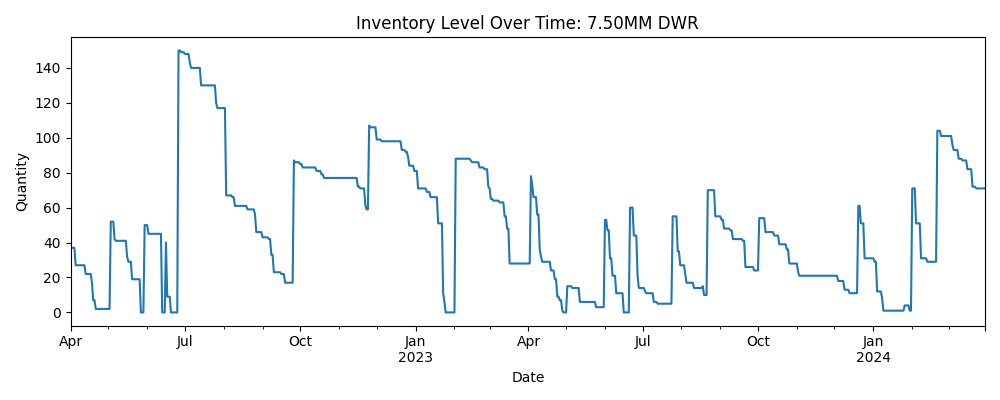 Inventory Level Over Time: 7.50MM DWR
Quantity
140
120
100
80
60
40
20
0
Apr
Jul
Oct
Jan
2023
Apr
Jul
Oct
Jan
2024
Date